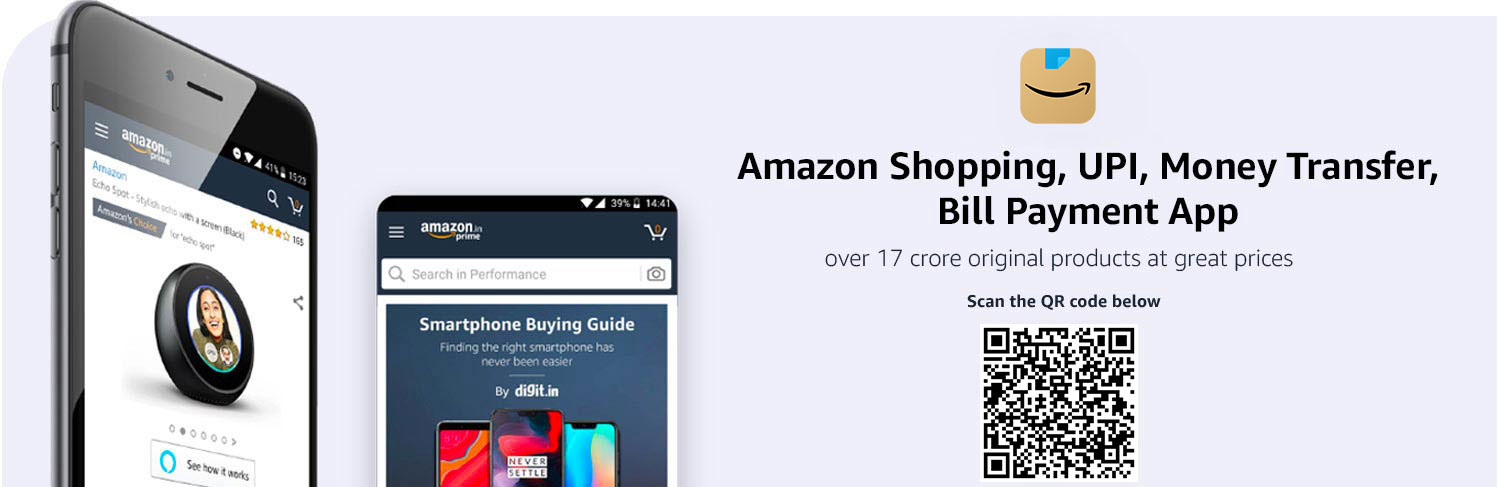 amazon.in
prime
41% 15:23
Amazon
Echo Spot - Stylish echo with a screen (Black)
165
Amazon's Choice for "echo spot"
See how it works
39% 14:41
amazon.in
prime
0
Search in Performance
Smartphone Buying Guide
Finding the right smartphone has
never been easier
By digit.in
NEVER
SETTLE
Amazon Shopping, UPI, Money Transfer,
Bill Payment App
over 17 crore original products at great prices
Scan the QR code below